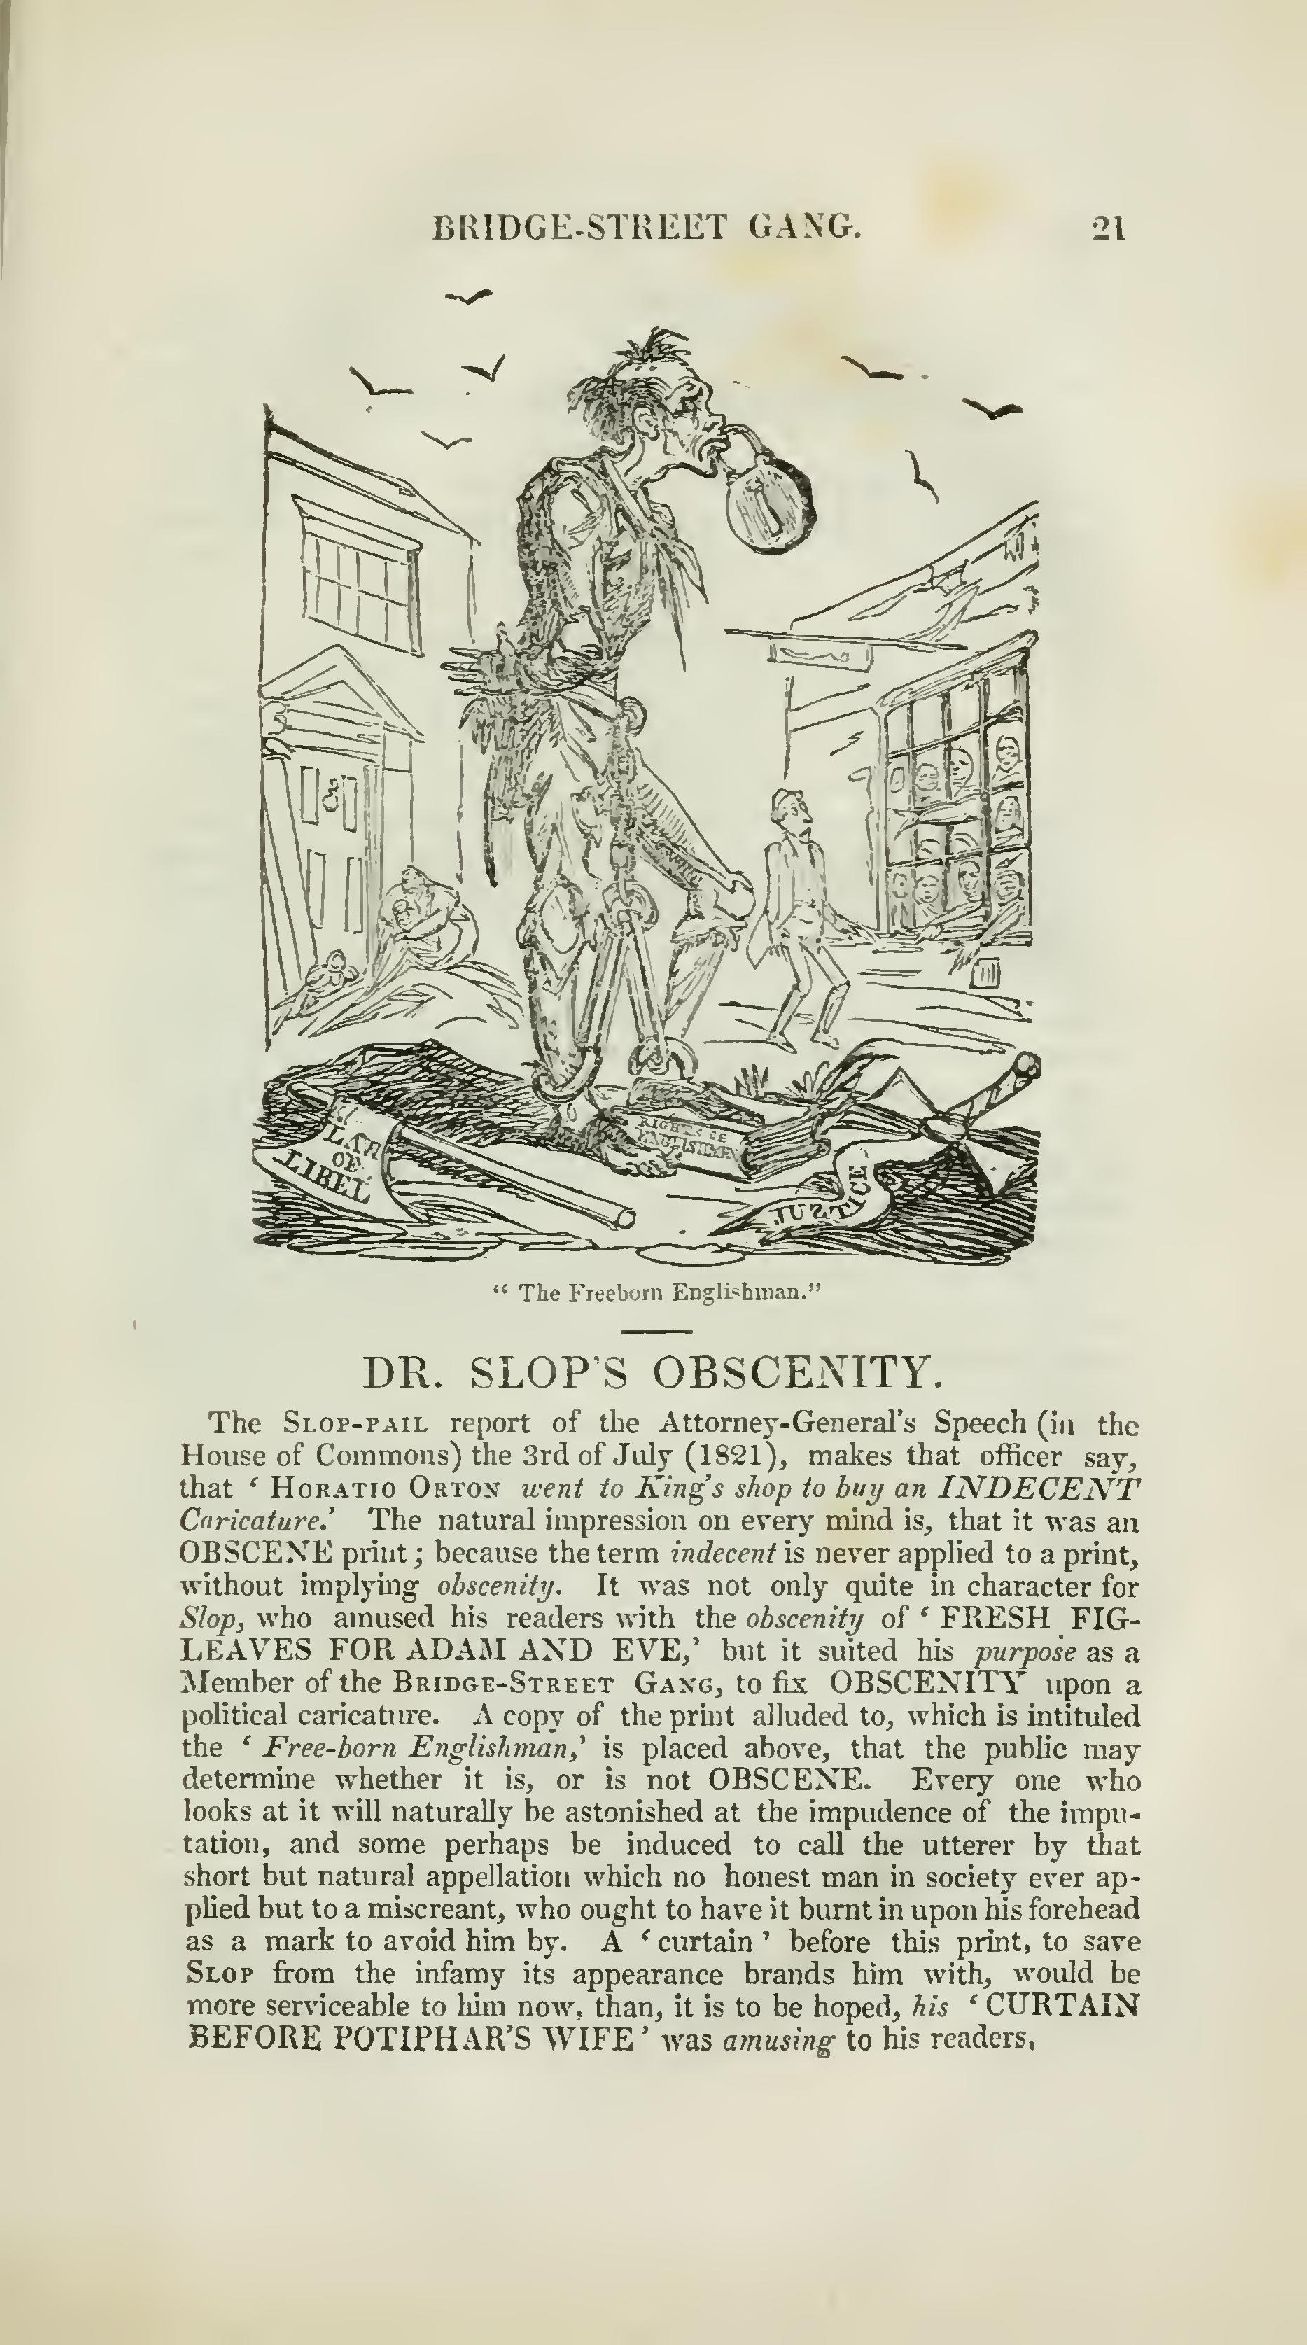 BRIDGE-STREET GANG. 21
LAW
OF
LIBEL
RIGHTS OF
ENGLISHMEN
JUSTICE
“ The Freeborn Englishman.”
DR. SLOP'S OBSCENITY.
The SLOP-PAIL report of the Attorney-General's Speech (in the
House of Commons) the 3rd of July (1821), makes that officer say,
that ‘ HORATIO ORTON went to King's shop to buy an INDECENT
Caricature.’ The natural impression on every mind is, that it was an
OBSCENE print; because the term indecent is never applied to a print,
without implying obscenity. It was not only quite in character for
Slop, who amused his readers with the obscenity of ‘ FRESH FIG-
LEAVES FOR ADAM AND EVE,’ but it suited his purpose as a
Member of the BRIDGE-STREET GANG, to fix OBSCENITY upon a
political caricature. A copy of the print alluded to, which is intituled
the ‘ Free-born Englishman,’ is placed above, that the public may
determine whether it is, or is not OBSCENE. Every one who
looks at it will naturally be astonished at the impudence of the impu-
tation, and some perhaps be induced to call the utterer by that
short but natural appellation which no honest man in society ever ap-
plied but to a miscreant, who ought to have it burnt in upon his forehead
as a mark to avoid him by. A ‘ curtain ’ before this print, to save
SLOP from the infamy its appearance brands him with, would be
more serviceable to him now, than, it is to be hoped, his ‘ CURTAIN
BEFORE POTIPHAR'S WIFE ’ was amusing to his readers.